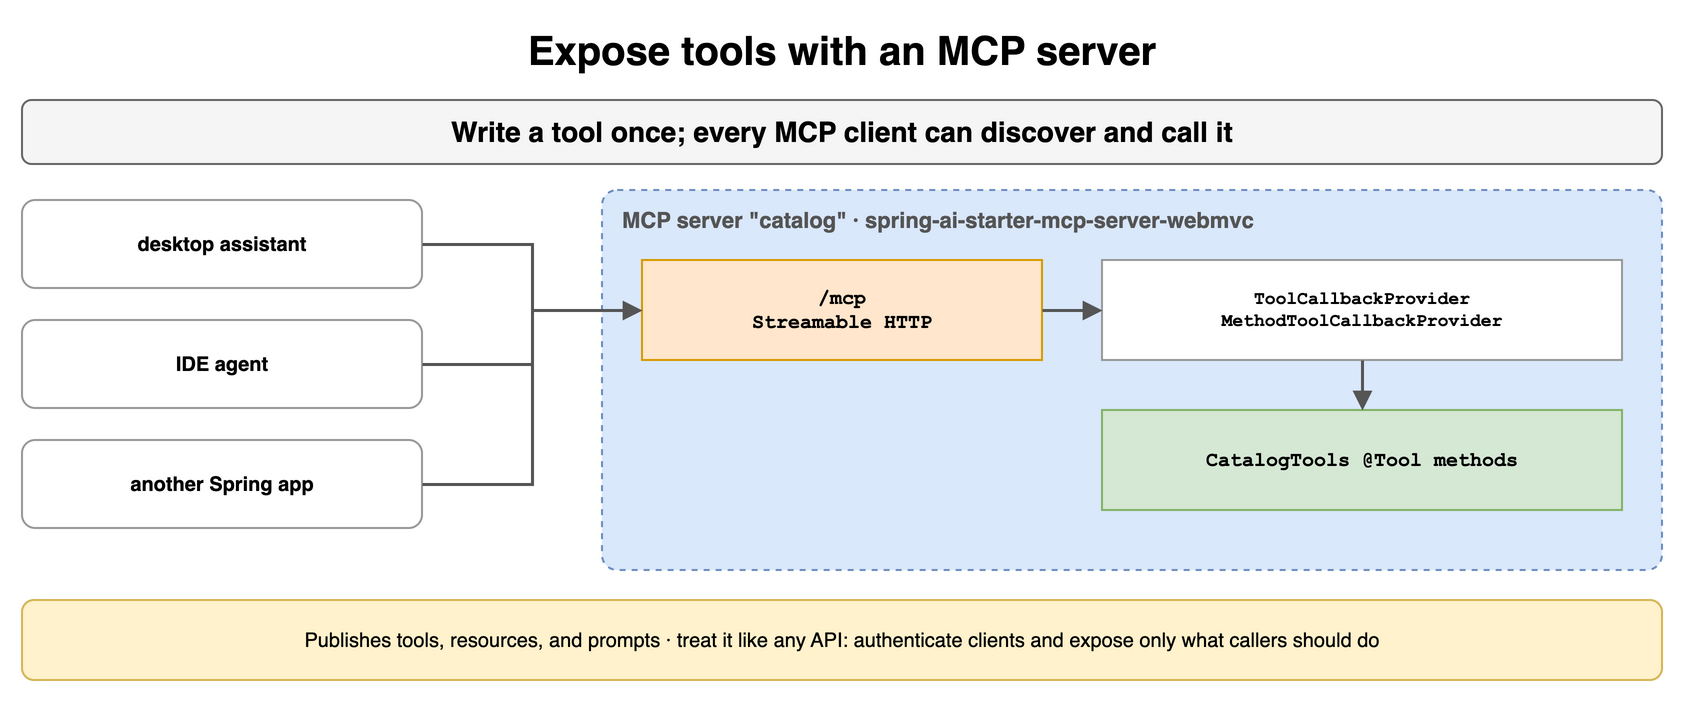 Expose tools with an MCP server
Write a tool once; every MCP client can discover and call it
desktop assistant
IDE agent
another Spring app
MCP server "catalog" · spring-ai-starter-mcp-server-webmvc
/mcp
Streamable HTTP
ToolCallbackProvider
MethodToolCallbackProvider
CatalogTools @Tool methods
Publishes tools, resources, and prompts · treat it like any API: authenticate clients and expose only what callers should do